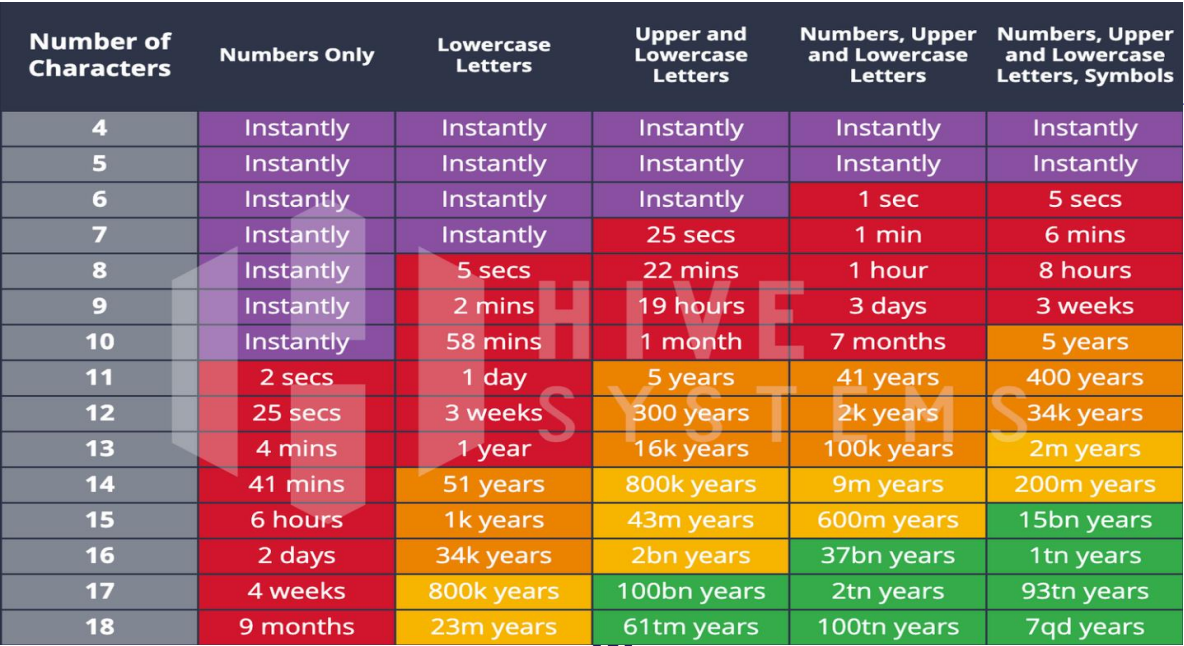 Number of Characters | Numbers Only | Lowercase Letters | Upper and Lowercase Letters | Numbers, Upper and Lowercase Letters | Numbers, Upper and Lowercase Letters, Symbols
4 | Instantly | Instantly | Instantly | Instantly | Instantly
5 | Instantly | Instantly | Instantly | Instantly | Instantly
6 | Instantly | Instantly | Instantly | 1 sec | 5 secs
7 | Instantly | Instantly | 25 secs | 1 min | 6 mins
8 | Instantly | 5 secs | 22 mins | 1 hour | 8 hours
9 | Instantly | 2 mins | 19 hours | 3 days | 3 weeks
10 | Instantly | 58 mins | 1 month | 7 months | 5 years
11 | 2 secs | 1 day | 5 years | 41 years | 400 years
12 | 25 secs | 3 weeks | 300 years | 2k years | 34k years
13 | 4 mins | 1 year | 16k years | 100k years | 2m years
14 | 41 mins | 51 years | 800k years | 9m years | 200m years
15 | 6 hours | 1k years | 43m years | 600m years | 15bn years
16 | 2 days | 34k years | 2bn years | 37bn years | 1tn years
17 | 4 weeks | 800k years | 100bn years | 2tn years | 93tn years
18 | 9 months | 23m years | 61tm years | 100tn years | 7qd years
HIVE
SYSTEMS